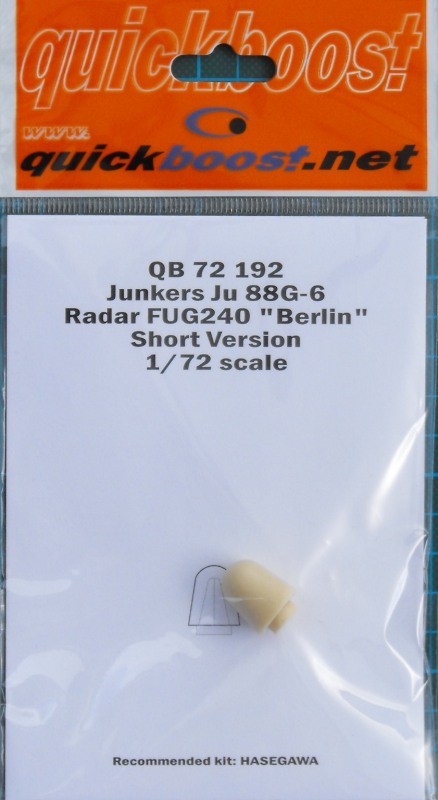 quickboost
www.
quickboost.net
QB 72 192
Junkers Ju 88G-6
Radar FUG240 "Berlin"
Short Version
1/72 scale
Recommended kit: HASEGAWA